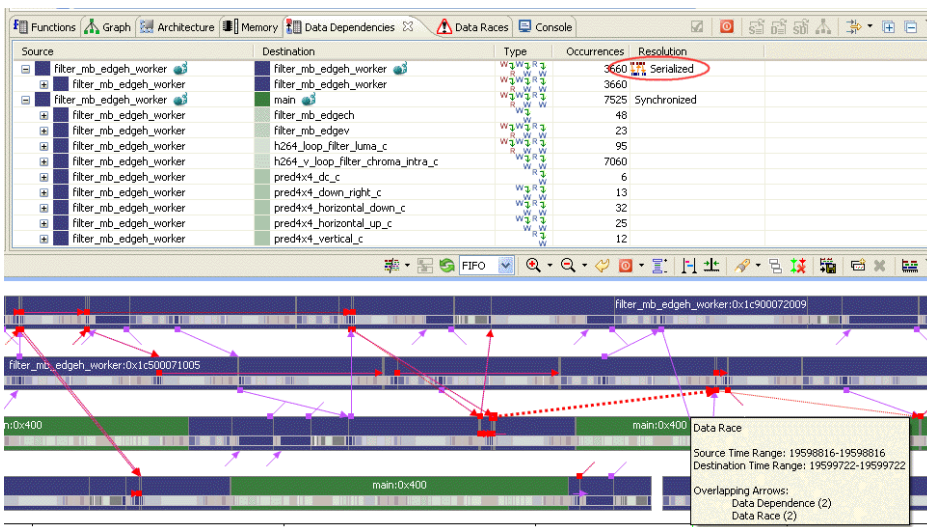 Functions Graph Architecture Memory Data Dependencies Data Races Console
Source Destination Type Occurrences Resolution
filter_mb_edgeh_worker filter_mb_edgeh_worker 3660 Serialized
filter_mb_edgeh_worker filter_mb_edgeh_worker 3660
filter_mb_edgeh_worker main 7525 Synchronized
filter_mb_edgeh_worker filter_mb_edgech 48
filter_mb_edgeh_worker filter_mb_edgev 23
filter_mb_edgeh_worker h264_loop_filter_luma_c 95
filter_mb_edgeh_worker h264_v_loop_filter_chroma_intra_c 7060
filter_mb_edgeh_worker pred4x4_dc_c 6
filter_mb_edgeh_worker pred4x4_down_right_c 13
filter_mb_edgeh_worker pred4x4_horizontal_down_c 32
filter_mb_edgeh_worker pred4x4_horizontal_up_c 25
filter_mb_edgeh_worker pred4x4_vertical_c 12
FIFO
filter_mb_edgeh_worker:0x1c900072009
filter_mb_edgeh_worker:0x1c500071005
n:0x400 main:0x400
Data Race
Source Time Range: 19598816-19598816
Destination Time Range: 19599722-19599722
main:0x400
Overlapping Arrows:
Data Dependence (2)
Data Race (2)